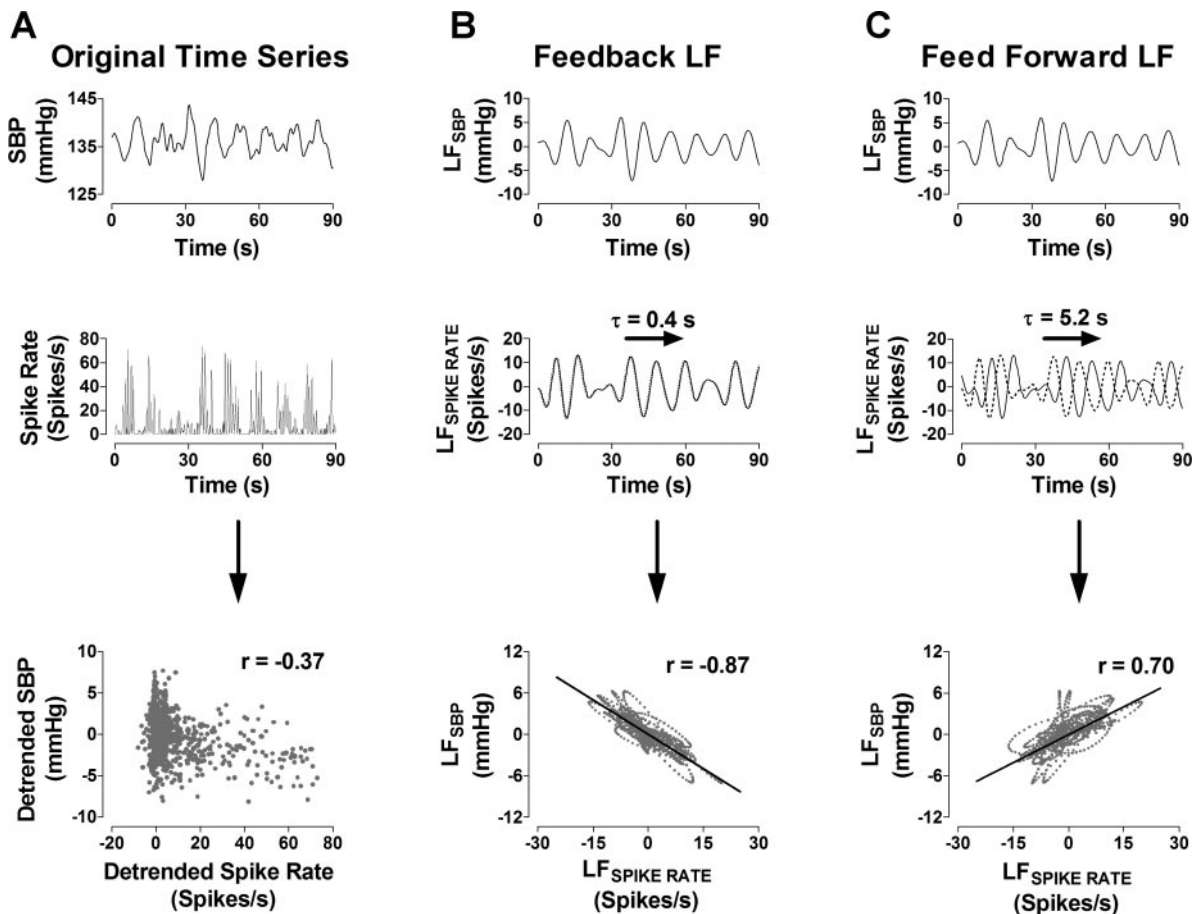 A
Original Time Series
SBP
(mmHg)
145
135
125
0 30 60 90
Time (s)
Spike Rate
(Spikes/s)
80
60
40
20
0
0 30 60 90
Time (s)
r = -0.37
Detrended SBP
(mmHg)
10
5
0
-5
-10
-20 0 20 40 60 80
Detrended Spike Rate
(Spikes/s)
B
Feedback LF
LFSBP
(mmHg)
10
5
0
-5
-10
0 30 60 90
Time (s)
τ = 0.4 s
LFSPIKE RATE
(Spikes/s)
20
10
0
-10
-20
0 30 60 90
Time (s)
r = -0.87
LFSBP
(mmHg)
12
6
0
-6
-12
-30 -15 0 15 30
LFSPIKE RATE
(Spikes/s)
C
Feed Forward LF
LFSBP
(mmHg)
10
5
0
-5
-10
0 30 60 90
Time (s)
τ = 5.2 s
LFSPIKE RATE
(Spikes/s)
20
10
0
-10
-20
0 30 60 90
Time (s)
r = 0.70
LFSBP
(mmHg)
12
6
0
-6
-12
-30 -15 0 15 30
LFSPIKE RATE
(Spikes/s)